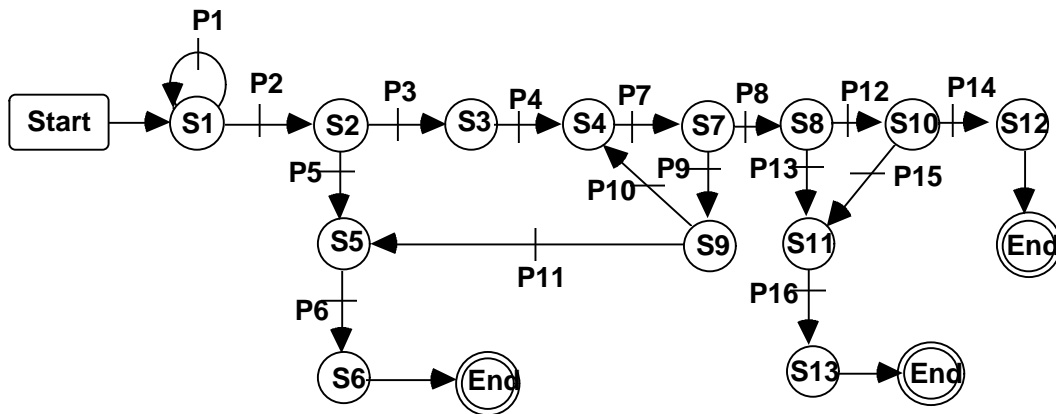 P1
P2
P3
P4
P7
P8
P12
P14
Start
S1
S2
S3
S4
S7
S8
S10
S12
P5
P10
P9
P13
P15
S5
P11
S9
S11
End
P6
P16
S6
End
S13
End